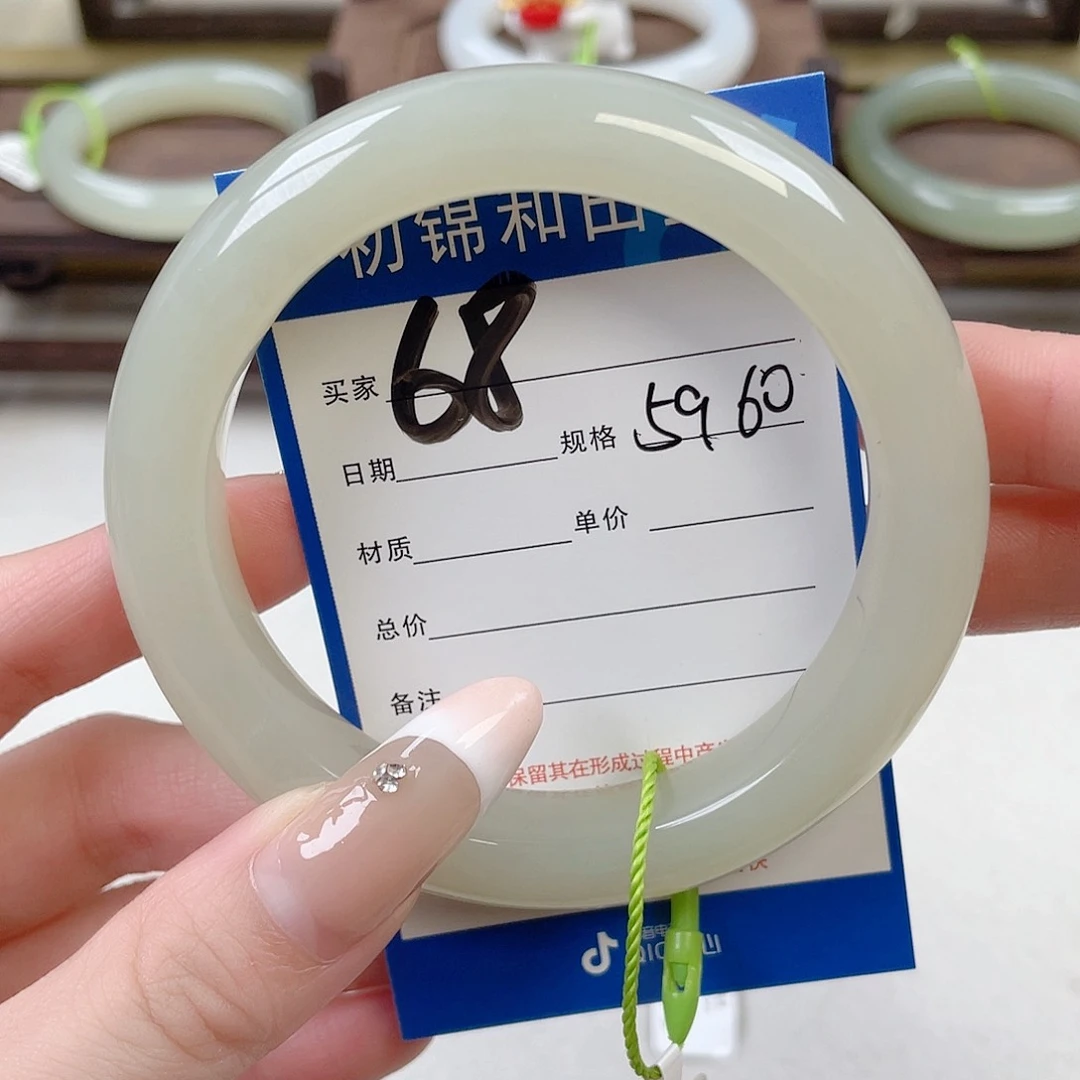 初锦和田
68
买家
59 60
日期 规格
材质 单价
总价
备注
保留其在形成过程中产